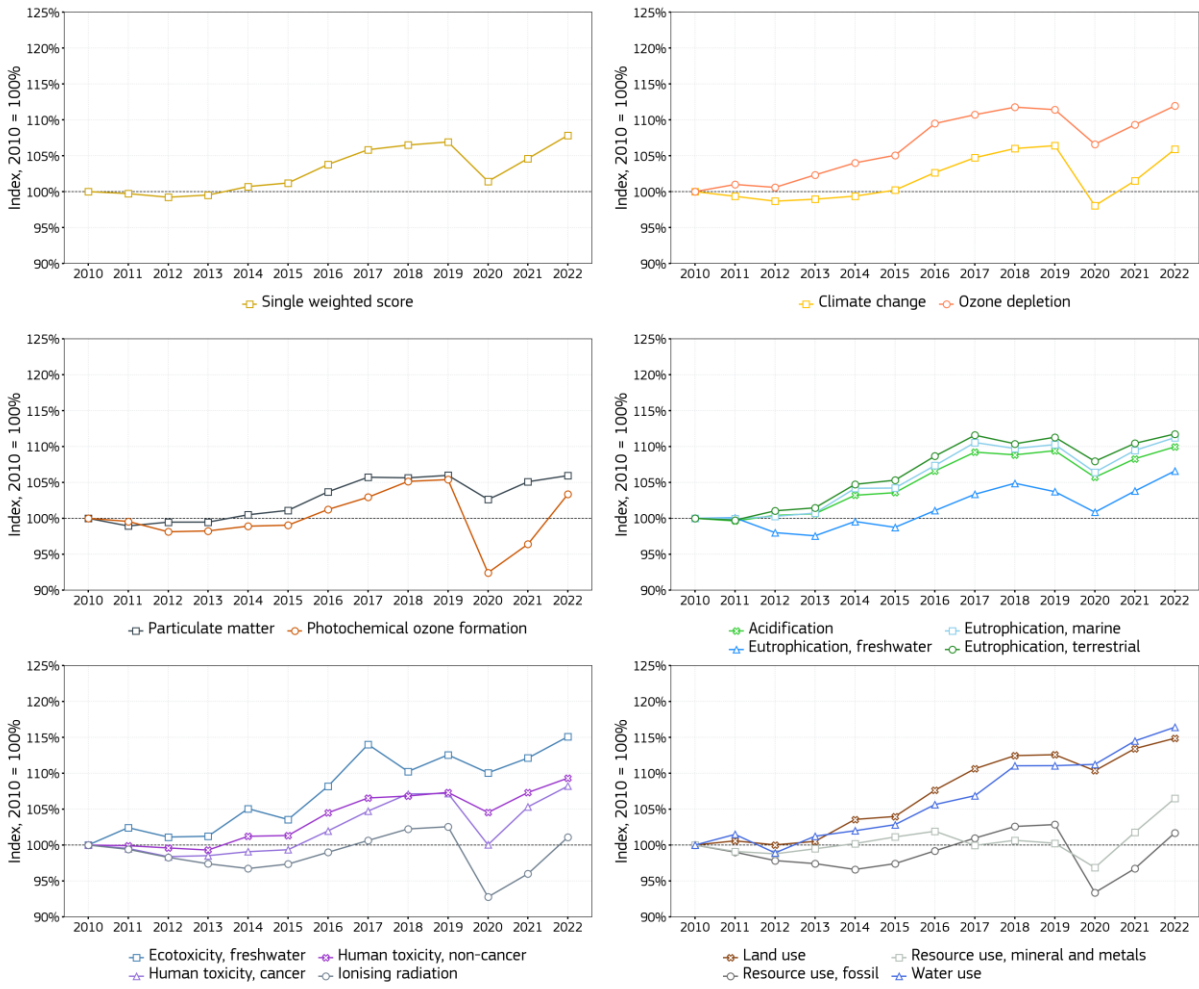 Index, 2010 = 100%
125%
120%
115%
110%
105%
100%
95%
90%
2010 2011 2012 2013 2014 2015 2016 2017 2018 2019 2020 2021 2022
Single weighted score
Index, 2010 = 100%
125%
120%
115%
110%
105%
100%
95%
90%
2010 2011 2012 2013 2014 2015 2016 2017 2018 2019 2020 2021 2022
Climate change Ozone depletion
Index, 2010 = 100%
125%
120%
115%
110%
105%
100%
95%
90%
2010 2011 2012 2013 2014 2015 2016 2017 2018 2019 2020 2021 2022
Particulate matter Photochemical ozone formation
Index, 2010 = 100%
125%
120%
115%
110%
105%
100%
95%
90%
2010 2011 2012 2013 2014 2015 2016 2017 2018 2019 2020 2021 2022
Acidification Eutrophication, marine
Eutrophication, freshwater Eutrophication, terrestrial
Index, 2010 = 100%
125%
120%
115%
110%
105%
100%
95%
90%
2010 2011 2012 2013 2014 2015 2016 2017 2018 2019 2020 2021 2022
Ecotoxicity, freshwater Human toxicity, non-cancer
Human toxicity, cancer Ionising radiation
Index, 2010 = 100%
125%
120%
115%
110%
105%
100%
95%
90%
2010 2011 2012 2013 2014 2015 2016 2017 2018 2019 2020 2021 2022
Land use Resource use, mineral and metals
Resource use, fossil Water use